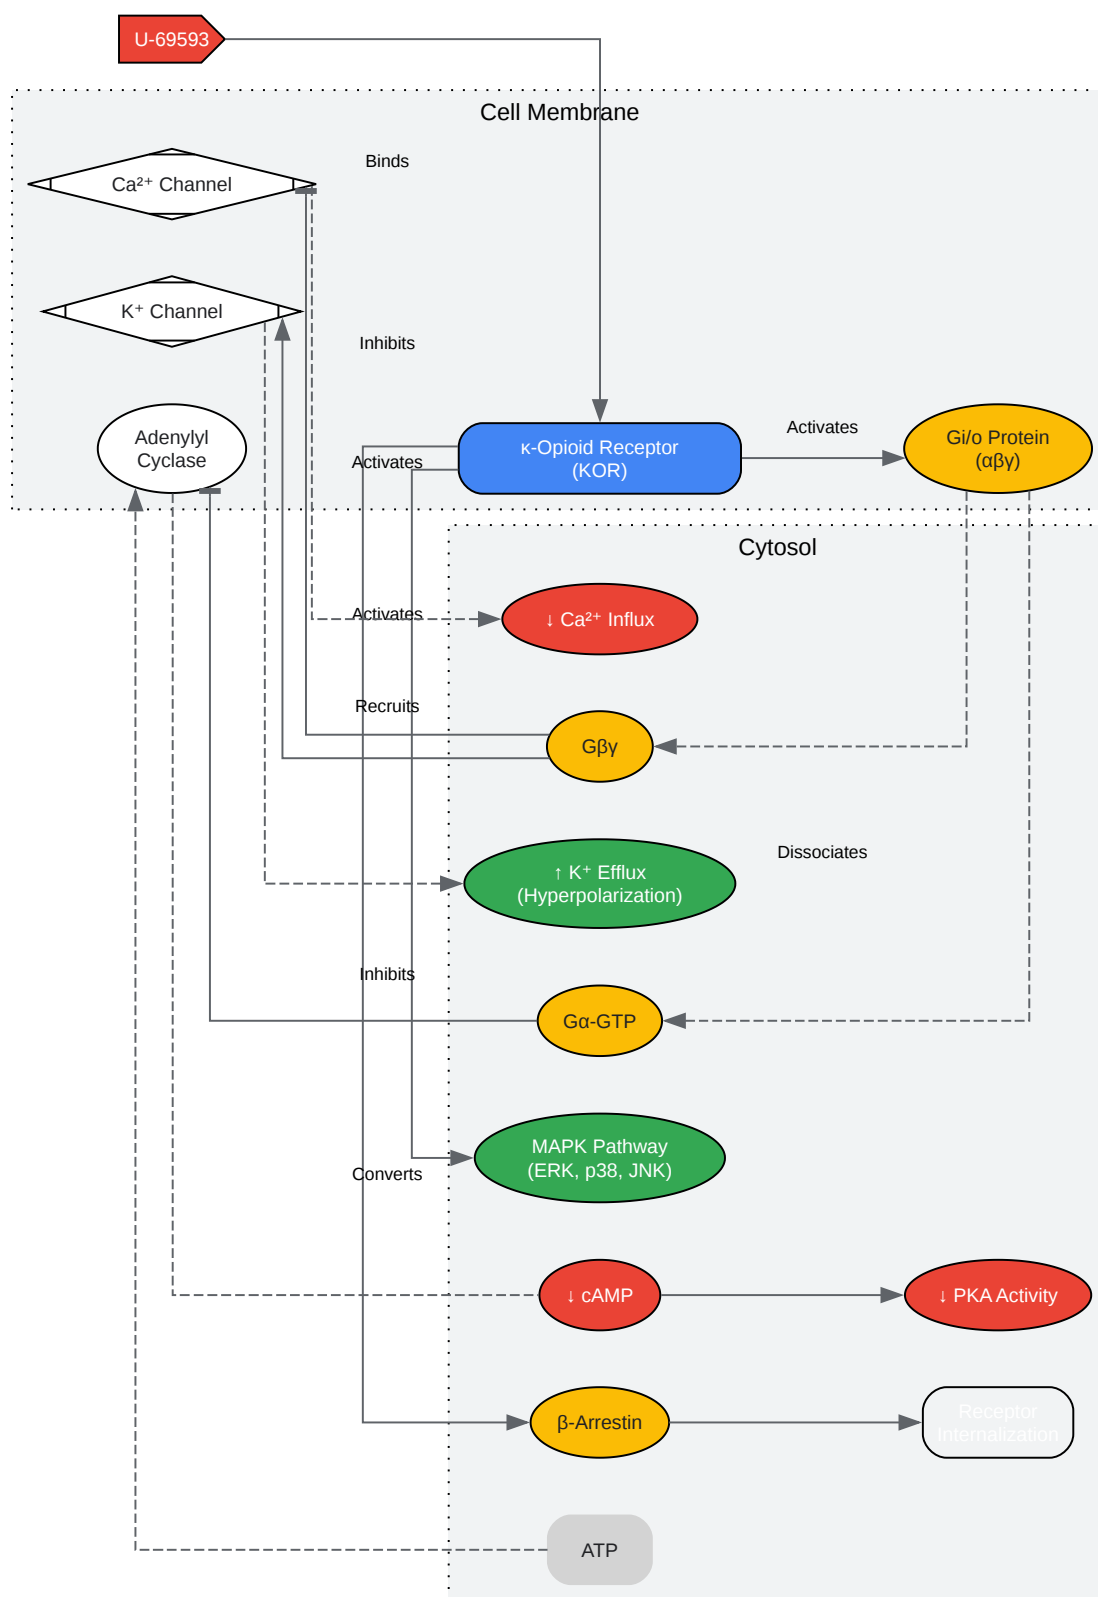 U-69593
Cell Membrane
Binds
Ca²⁺ Channel
K⁺ Channel
Inhibits
Adenylyl
Cyclase
Activates
κ-Opioid Receptor
(KOR)
Activates
Gi/o Protein
(αβγ)
Cytosol
Activates
↓ Ca²⁺ Influx
Recruits
Gβγ
Dissociates
↑ K⁺ Efflux
(Hyperpolarization)
Inhibits
Gα-GTP
MAPK Pathway
(ERK, p38, JNK)
Converts
↓ cAMP
↓ PKA Activity
β-Arrestin
Receptor
Internalization
ATP